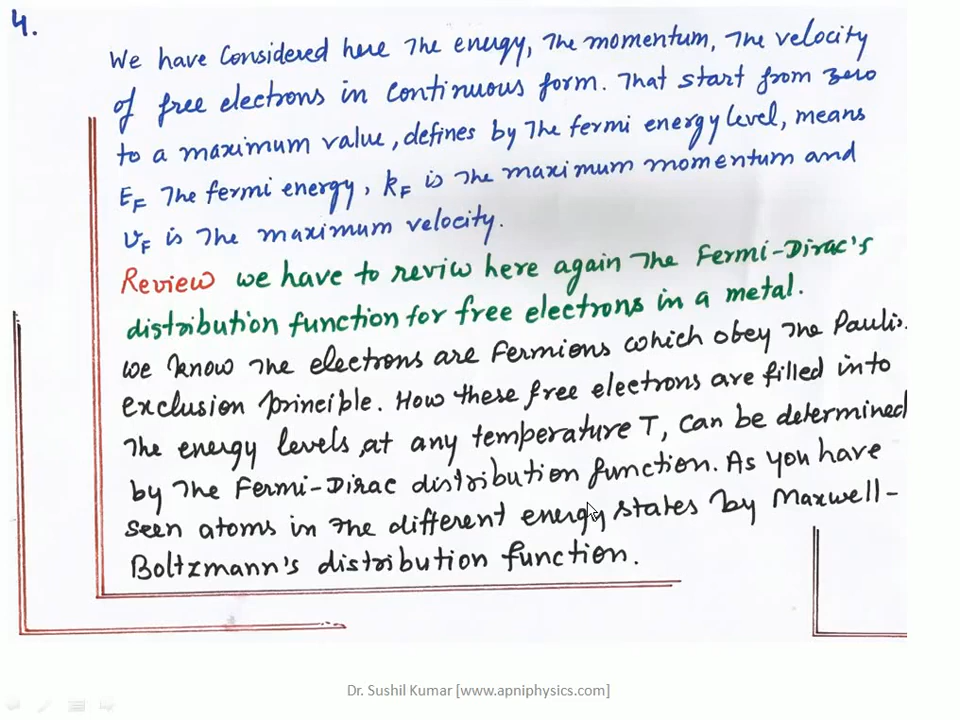 4.
We have Considered here The energy, The momentum, The velocity
of free electrons in continuous form. That start from zero
to a maximum value, defines by The fermi energy level, means
E_F The fermi energy, k_F is The maximum momentum and
v_F is The maximum velocity.
Review we have to reviw here again The Fermi-Dirac's
distribution function for free electrons in a metal.
We know The electrons are Fermions which obey The Pauli's
exclusion principle. How these free electrons are filled into
The energy levels, at any temperature T, can be determined
by The Fermi-Dirac distribution function. As you have
seen atoms in The different energy states by Maxwell-
Boltzmann's distribution function.
Dr. Sushil Kumar [www.apniphysics.com]